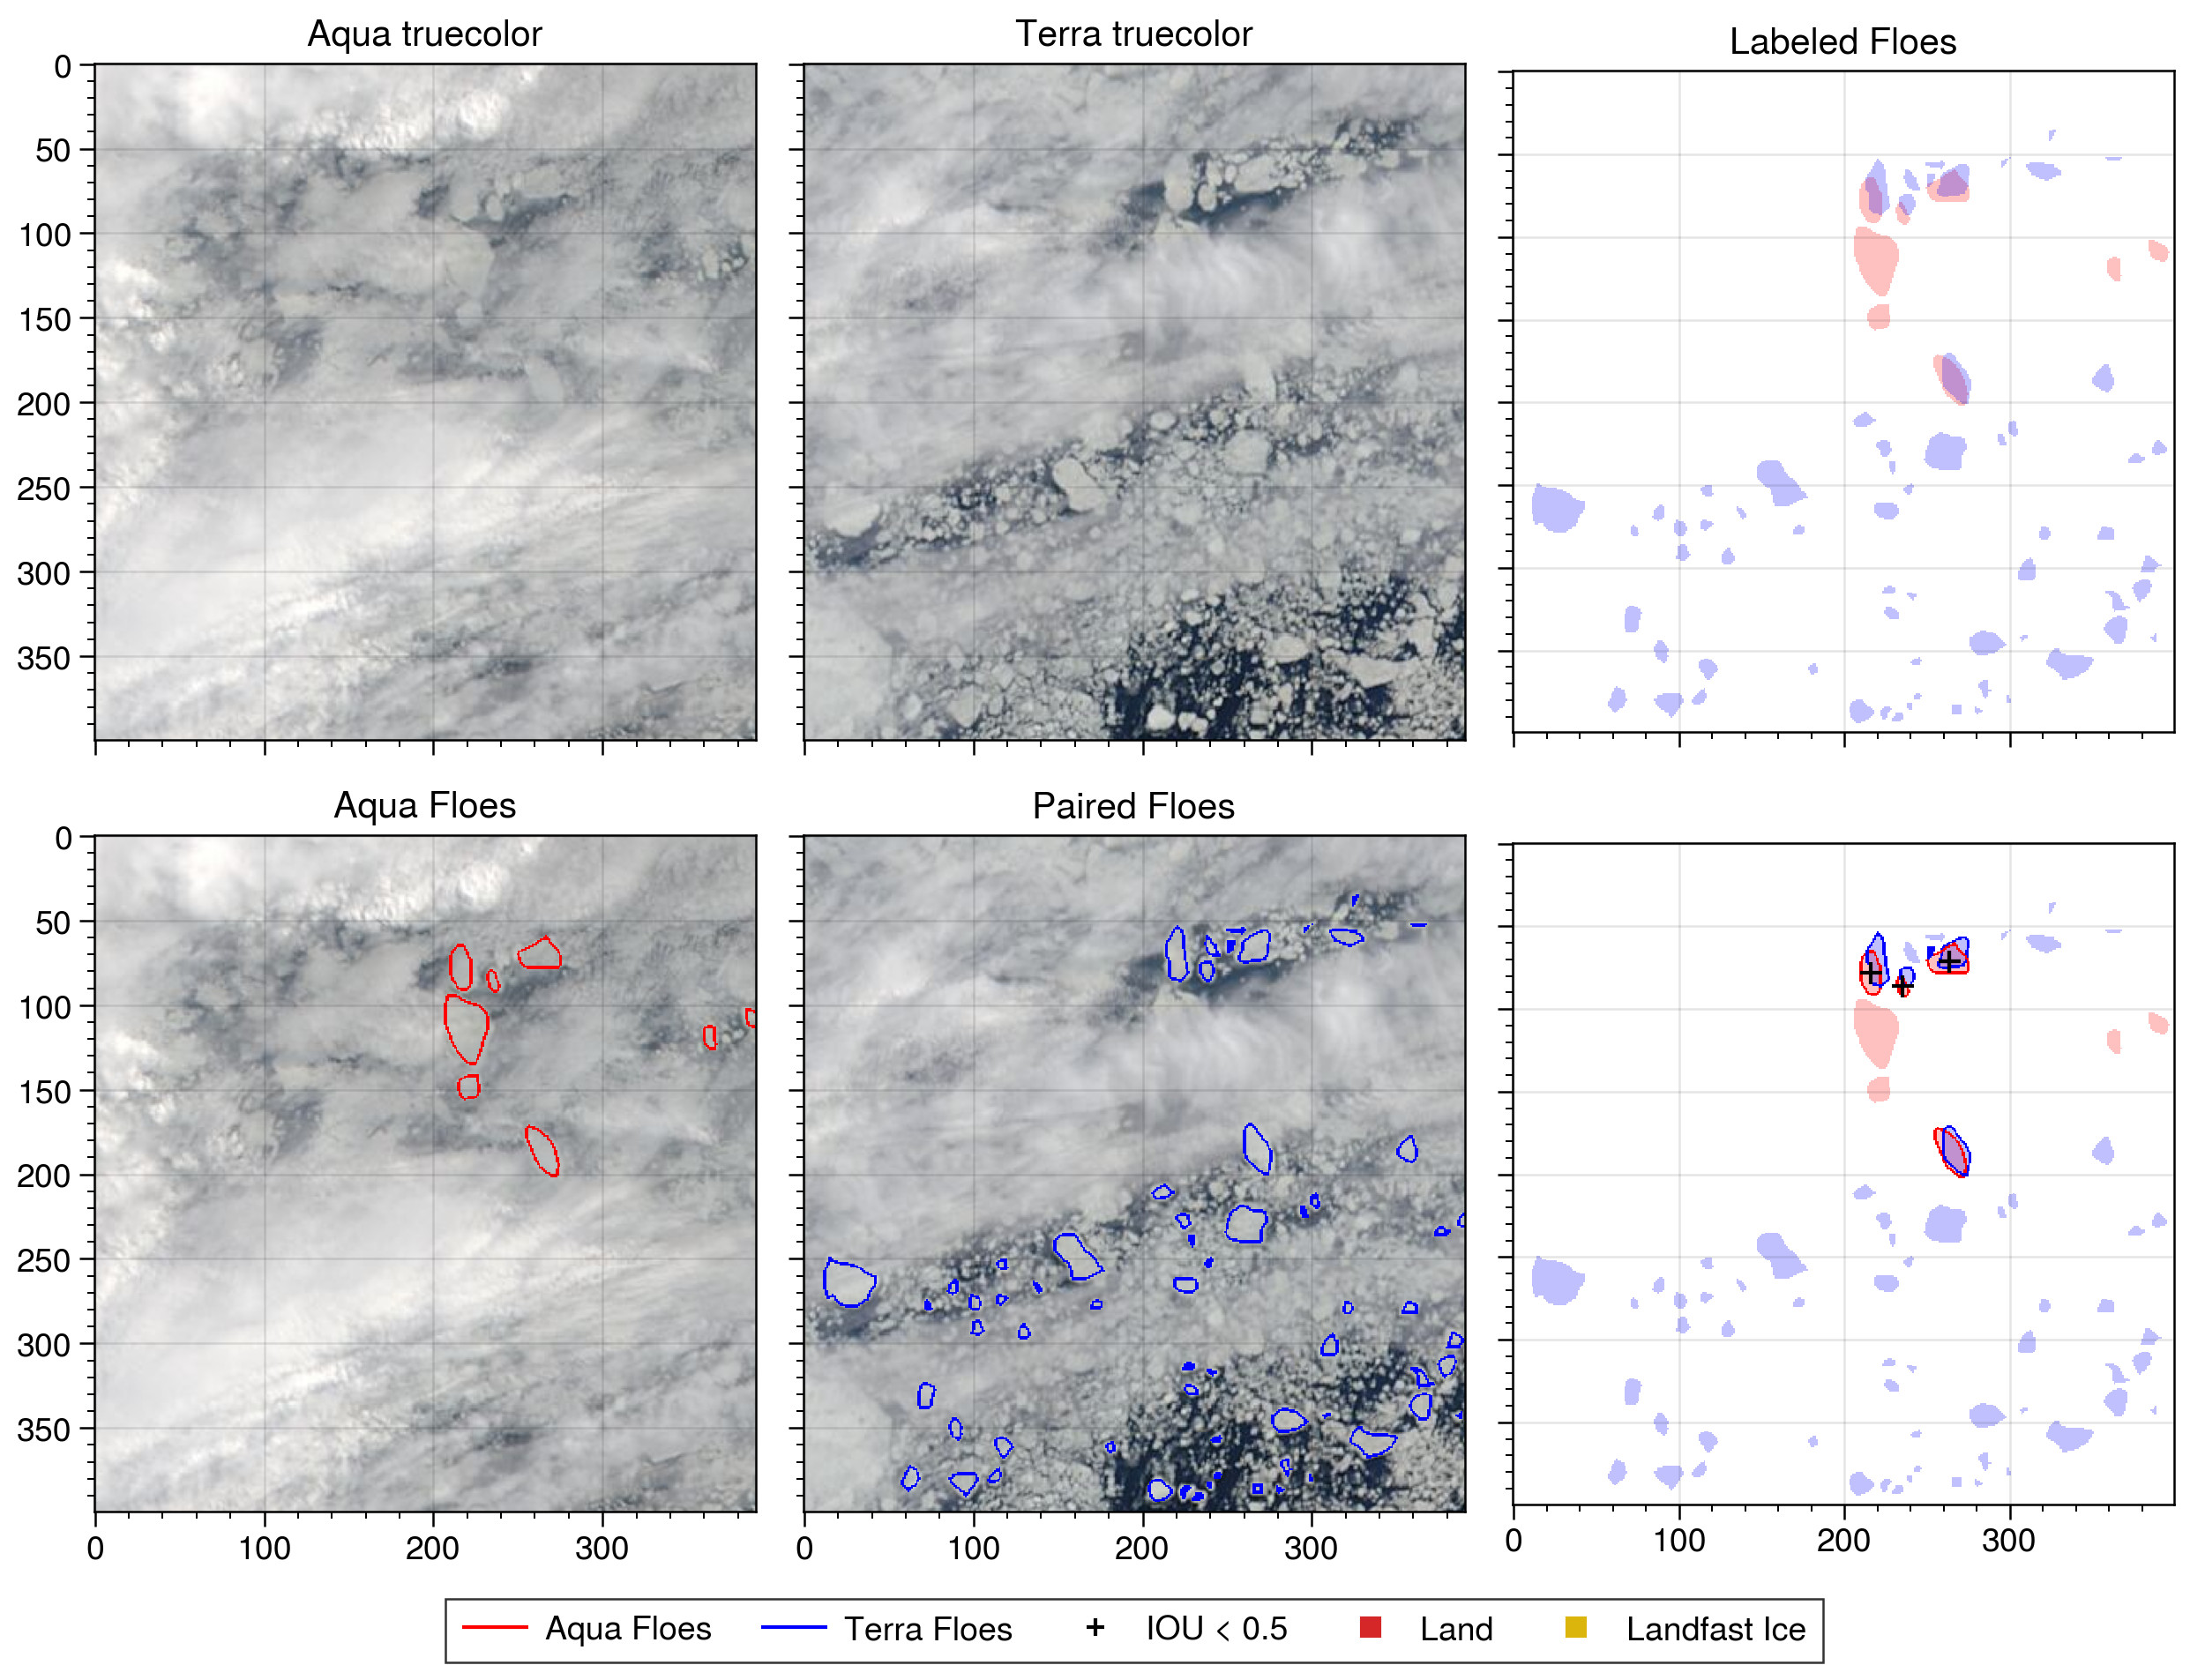 Aqua truecolor
Terra truecolor
Labeled Floes
0
50
100
150
200
250
300
350
Aqua Floes
Paired Floes
0
50
100
150
200
250
300
350
0 100 200 300
0 100 200 300
0 100 200 300
Aqua Floes Terra Floes + IOU < 0.5 Land Landfast Ice